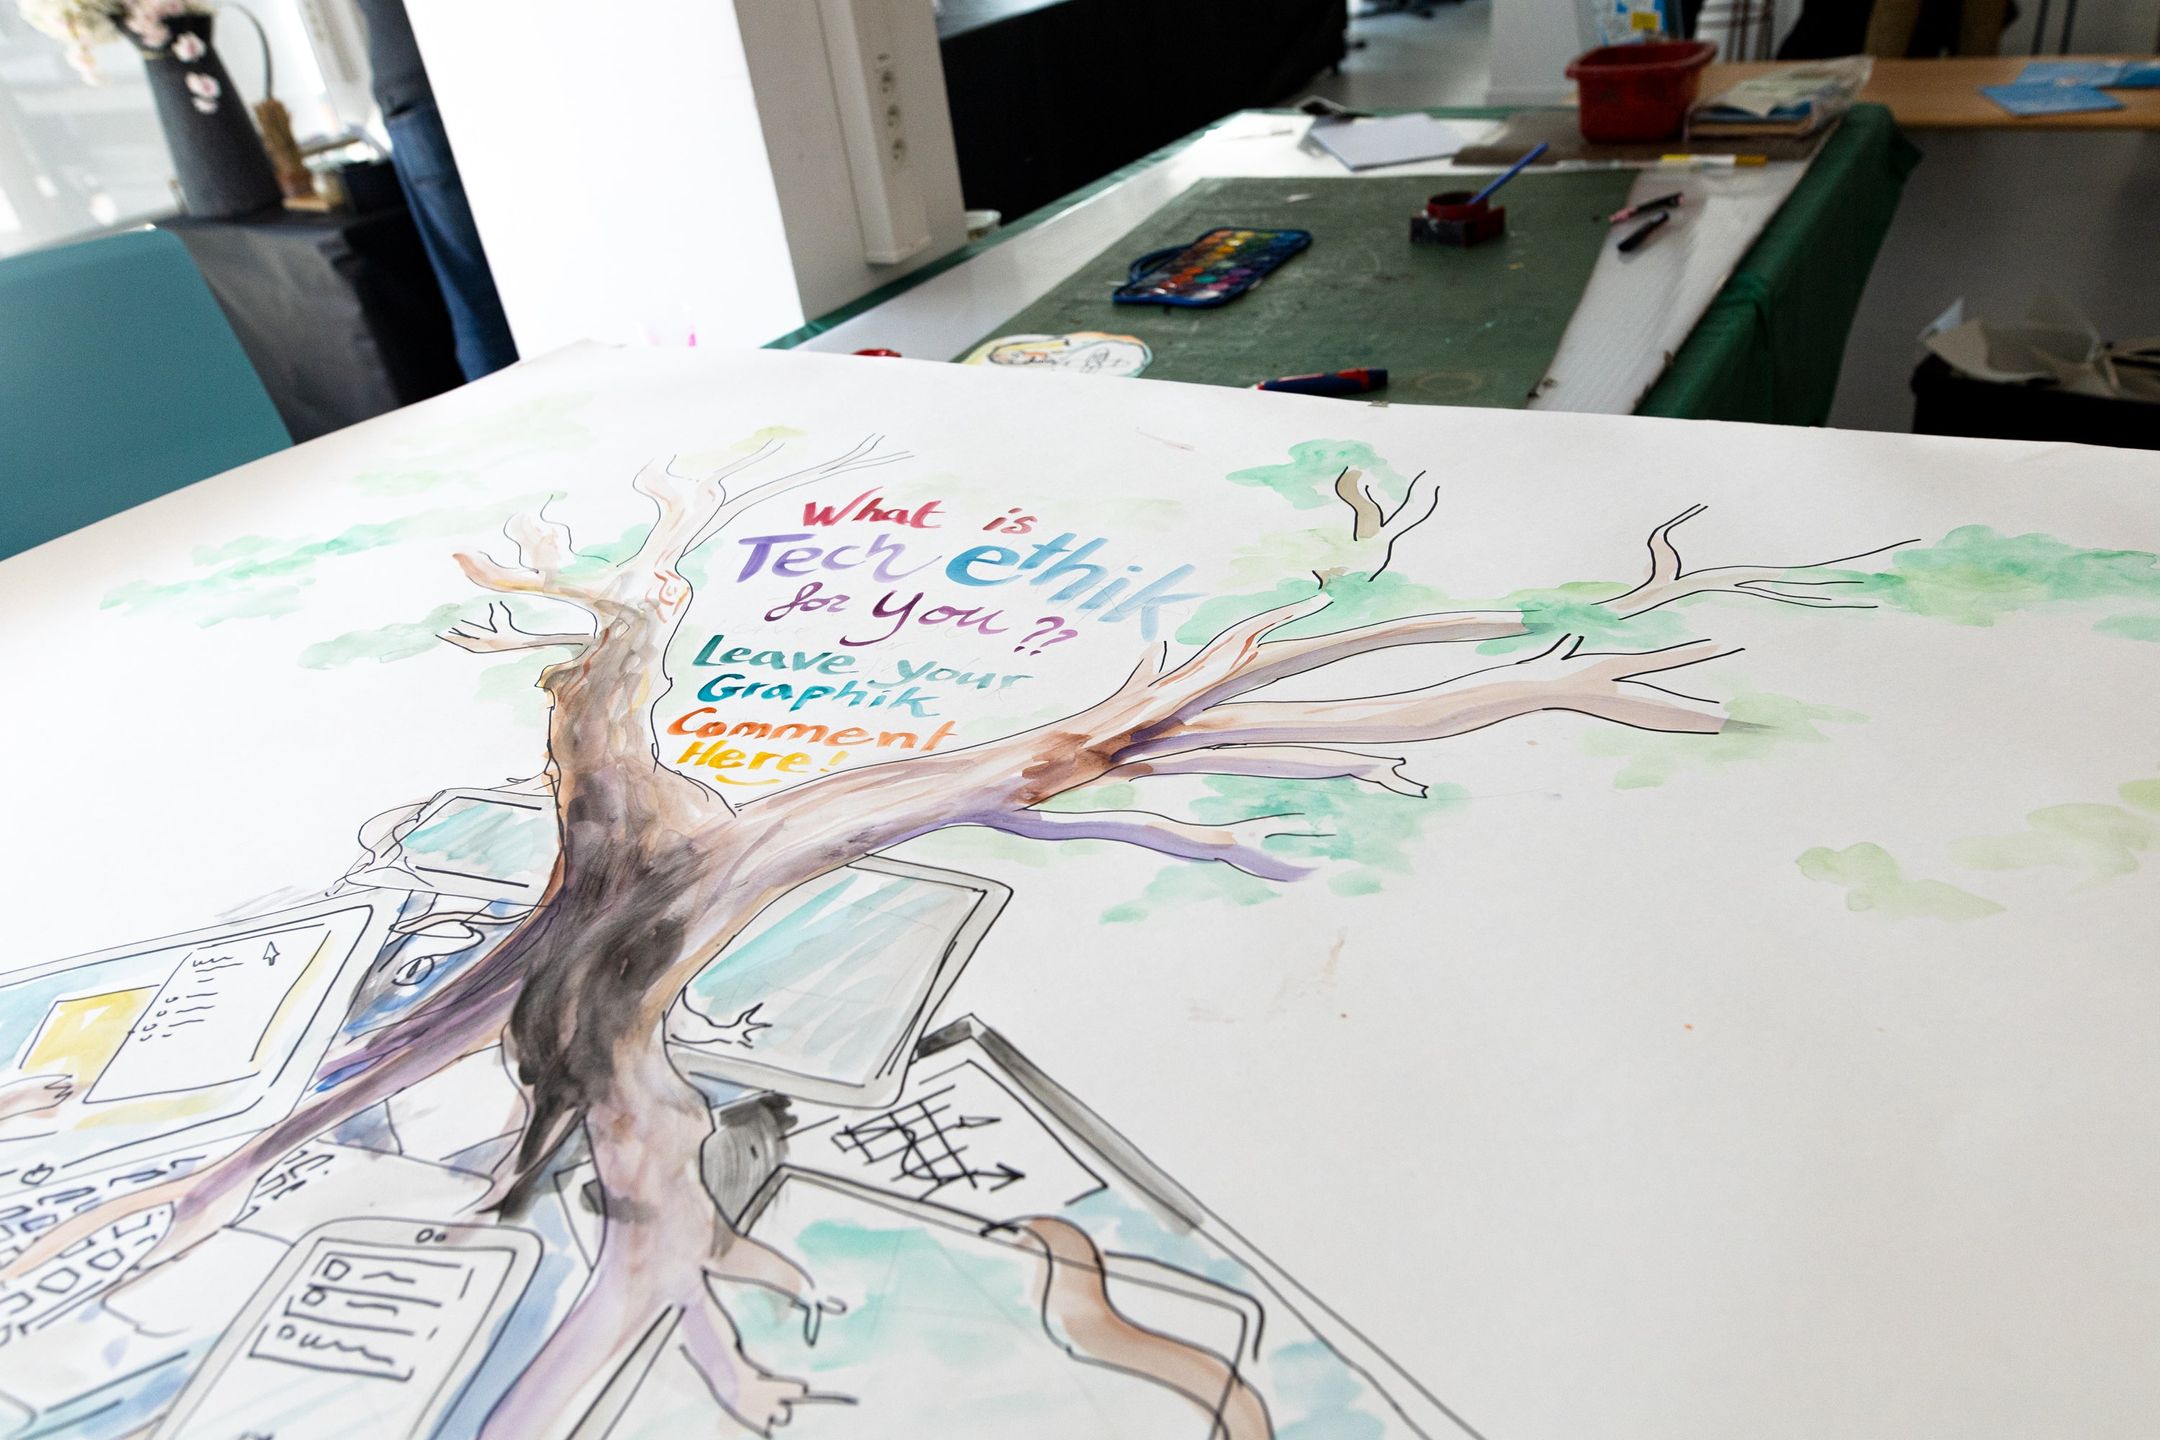 What is
Tech ethik
for you ??
Leave your
Graphik
Comment
Here!